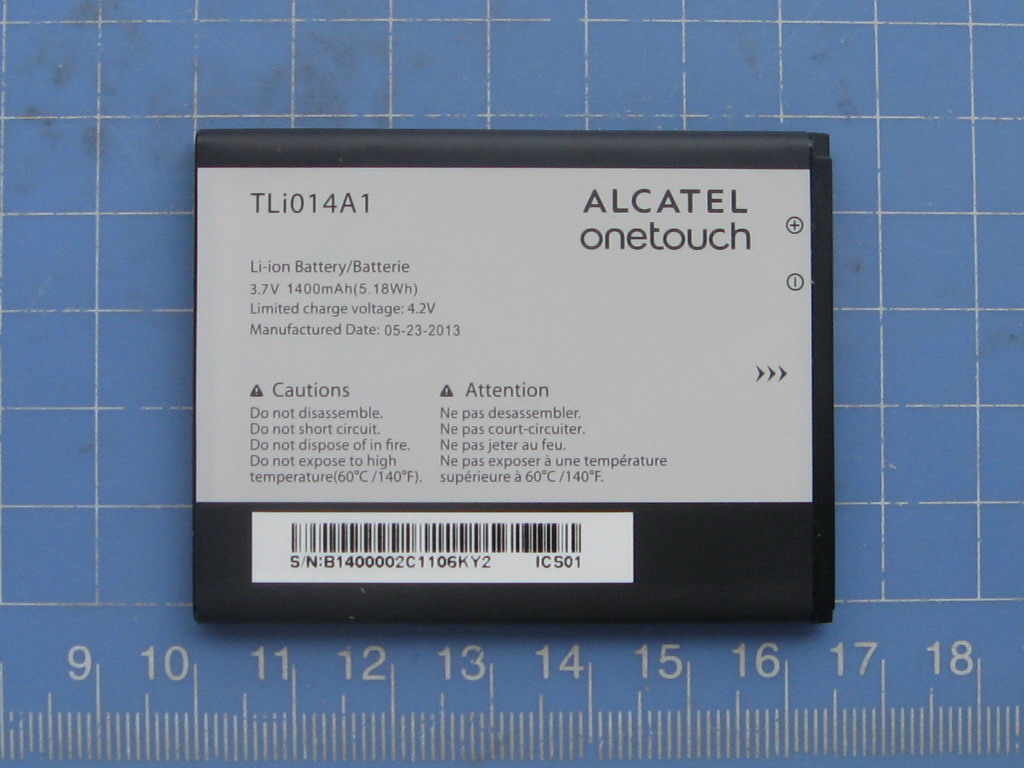 TLi014A1
ALCATEL
onetouch
Li-ion Battery/Batterie
3.7V 1400mAh(5.18Wh)
Limited charge voltage: 4.2V
Manufactured Date: 05-23-2013
Cautions
Do not disassemble.
Do not short circuit.
Do not dispose of in fire.
Do not expose to high
temperature(60°C /140°F).
Attention
Ne pas desassembler.
Ne pas court-circuiter.
Ne pas jeter au feu.
Ne pas exposer à une température
supérieure à 60°C /140°F.
S/N:B1400002C1106KY2 ICS01
9 10 11 12 13 14 15 16 17 18